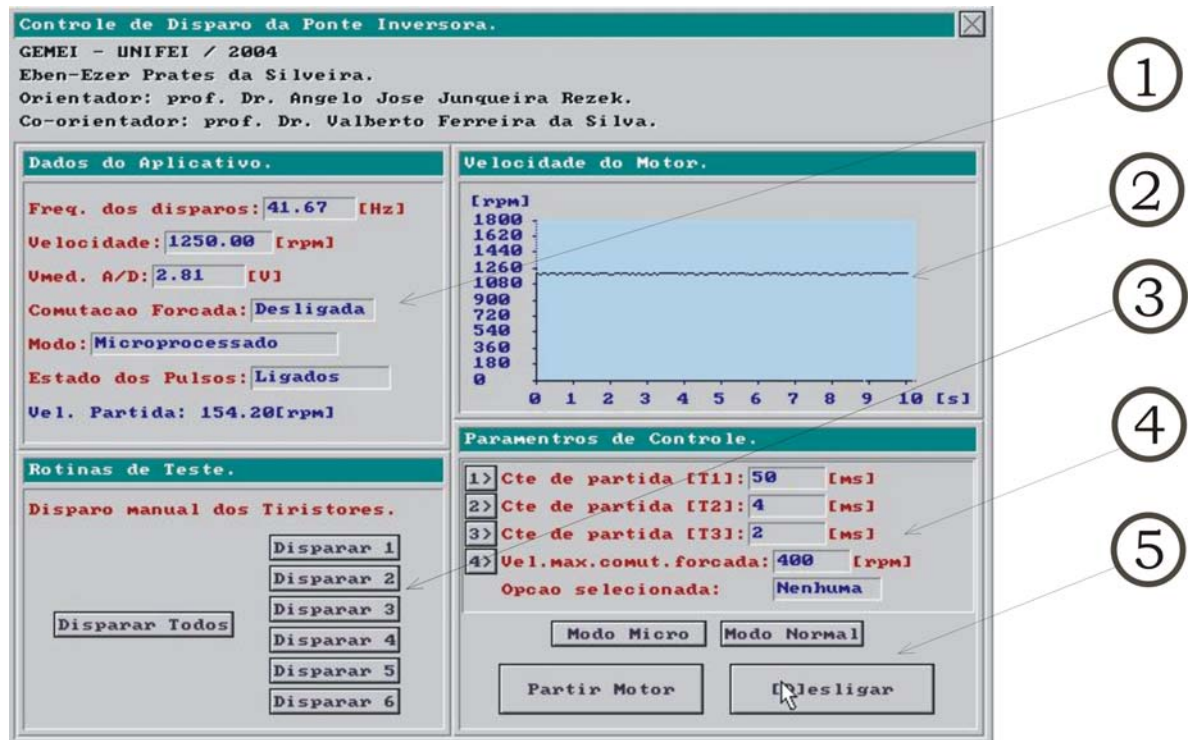 Controle de Disparo da Ponte Inversora.
GEMEI - UNIFEI / 2004
Eben-Ezer Prates da Silveira.
Orientador: prof. Dr. Angelo Jose Junqueira Rezek.
Co-orientador: prof. Dr. Valberto Ferreira da Silva.
Dados do Aplicativo.
Freq. dos disparos: 41.67 [Hz]
Velocidade: 1250.00 [rpm]
Vmed. A/D: 2.81 [V]
Comutacao Forcada: Desligada
Modo: Microprocessado
Estado dos Pulsos: Ligados
Vel. Partida: 154.20[rpm]
Velocidade do Motor.
[rpm]
1800
1620
1440
1260
1080
900
720
540
360
180
0
0 1 2 3 4 5 6 7 8 9 10 [s]
Rotinas de Teste.
Disparo manual dos Tiristores.
Disparar Todos
Disparar 1
Disparar 2
Disparar 3
Disparar 4
Disparar 5
Disparar 6
Paramentros de Controle.
1> Cte de partida [T1]: 50 [ms]
2> Cte de partida [T2]: 4 [ms]
3> Cte de partida [T3]: 2 [ms]
4> Vel.max.comut.forcada: 400 [rpm]
Opcao selecionada: Nenhuma
Modo Micro Modo Normal
Partir Motor [D]esligar
1
2
3
4
5